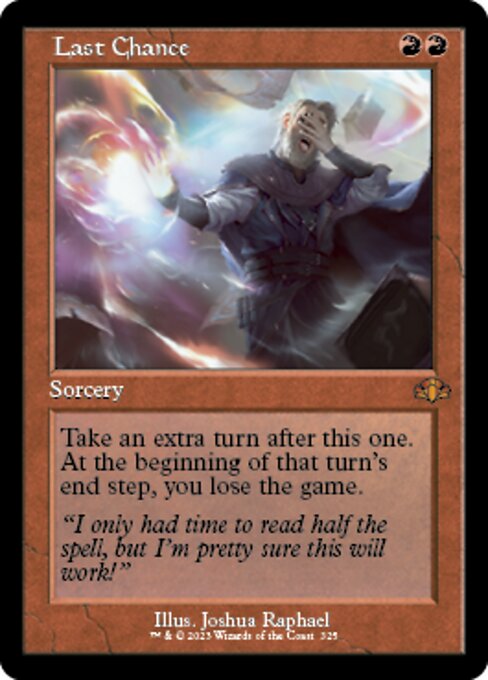 Last Chance
Sorcery
Take an extra turn after this one.
At the beginning of that turn's
end step, you lose the game.
“I only had time to read half the
spell, but I'm pretty sure this will
work!”
Illus. Joshua Raphael
™ & © 2023 Wizards of the Coast 325